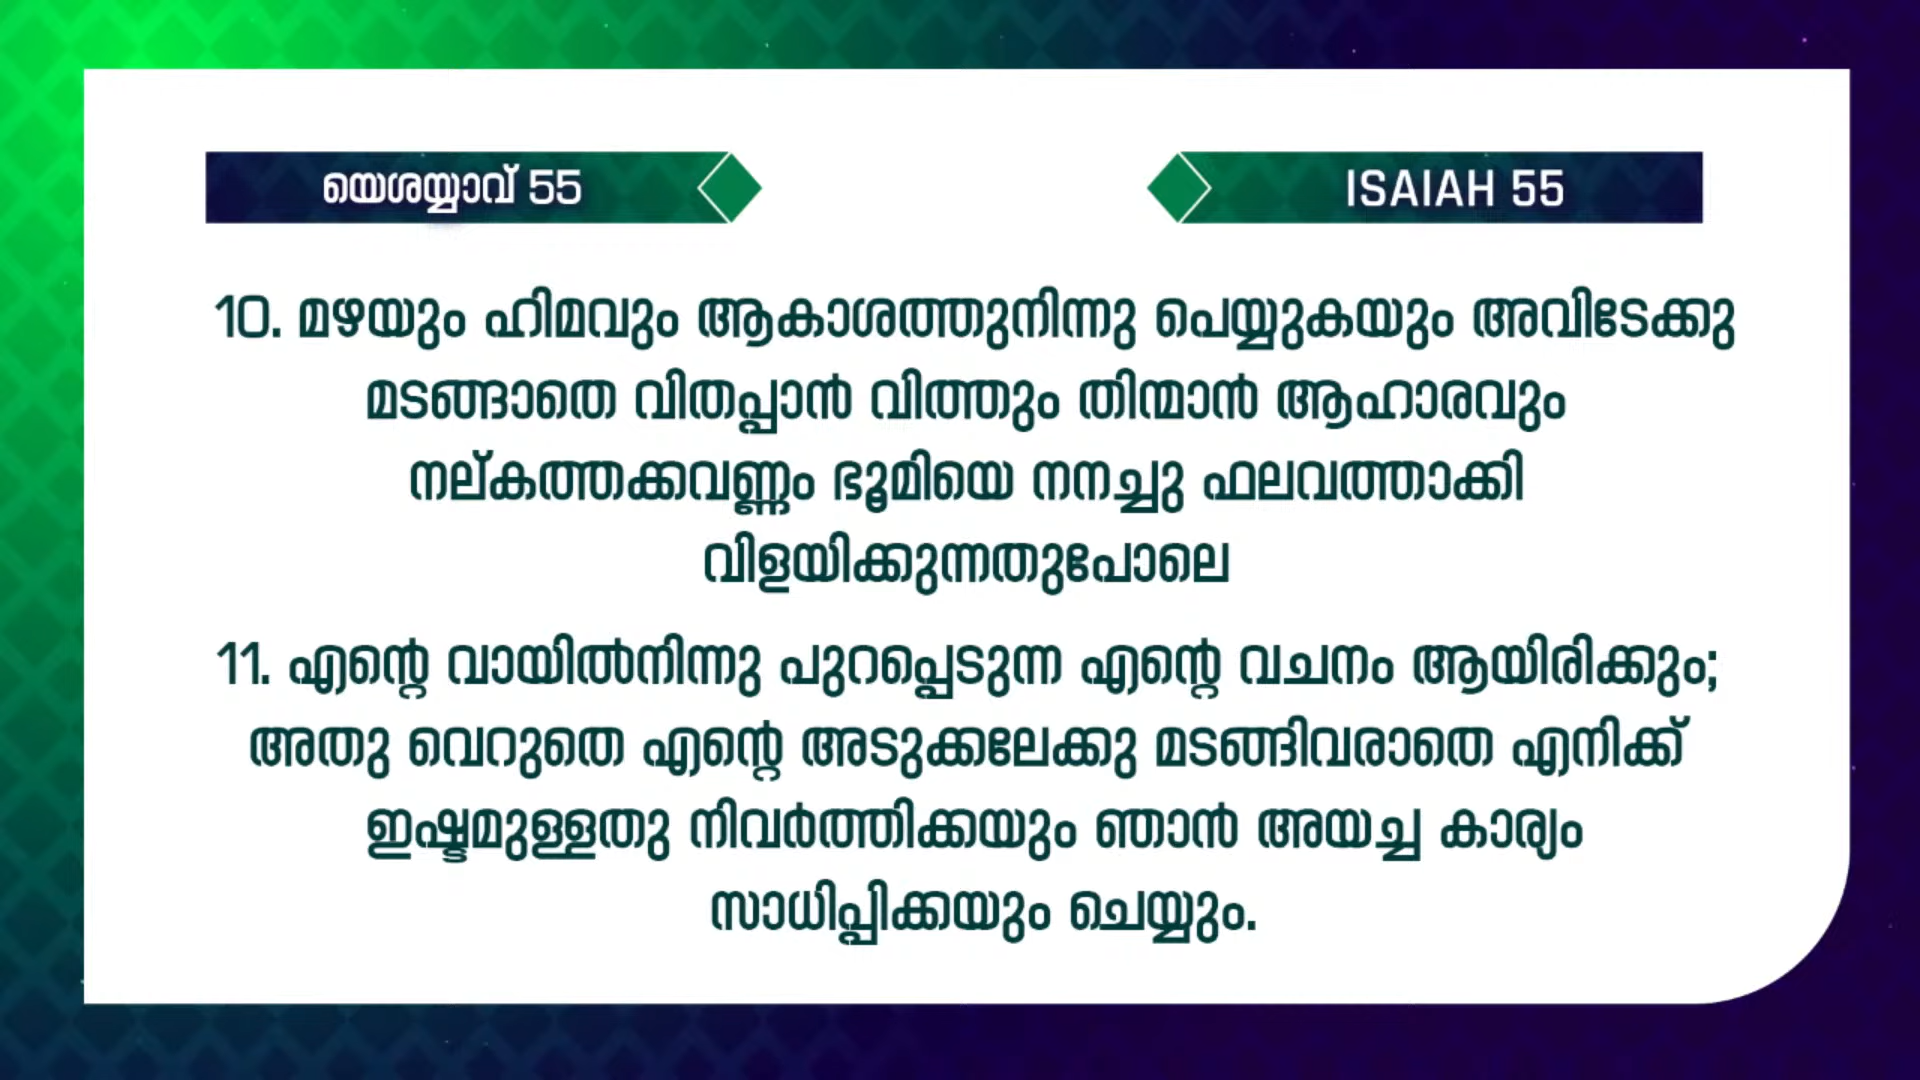 യെശയ്യാവ് 55
ISAIAH 55
10. മഴയും ഹിമവും ആകാശത്തുനിന്നു പെയ്യുകയും അവിടേക്കു
മടങ്ങാതെ വിതപ്പാൻ വിത്തും തിന്മാൻ ആഹാരവും
നല്കത്തക്കവണ്ണം ഭൂമിയെ നനച്ചു ഫലവത്താക്കി
വിളയിക്കുന്നതുപോലെ
11. എന്റെ വായിൽനിന്നു പുറപ്പെടുന്ന എന്റെ വചനം ആയിരിക്കും;
അതു വെറുതെ എന്റെ അടുക്കലേക്കു മടങ്ങിവരാതെ എനിക്ക്
ഇഷ്ടമുള്ളതു നിവർത്തിക്കയും ഞാൻ അയച്ച കാര്യം
സാധിപ്പിക്കയും ചെയ്യും.